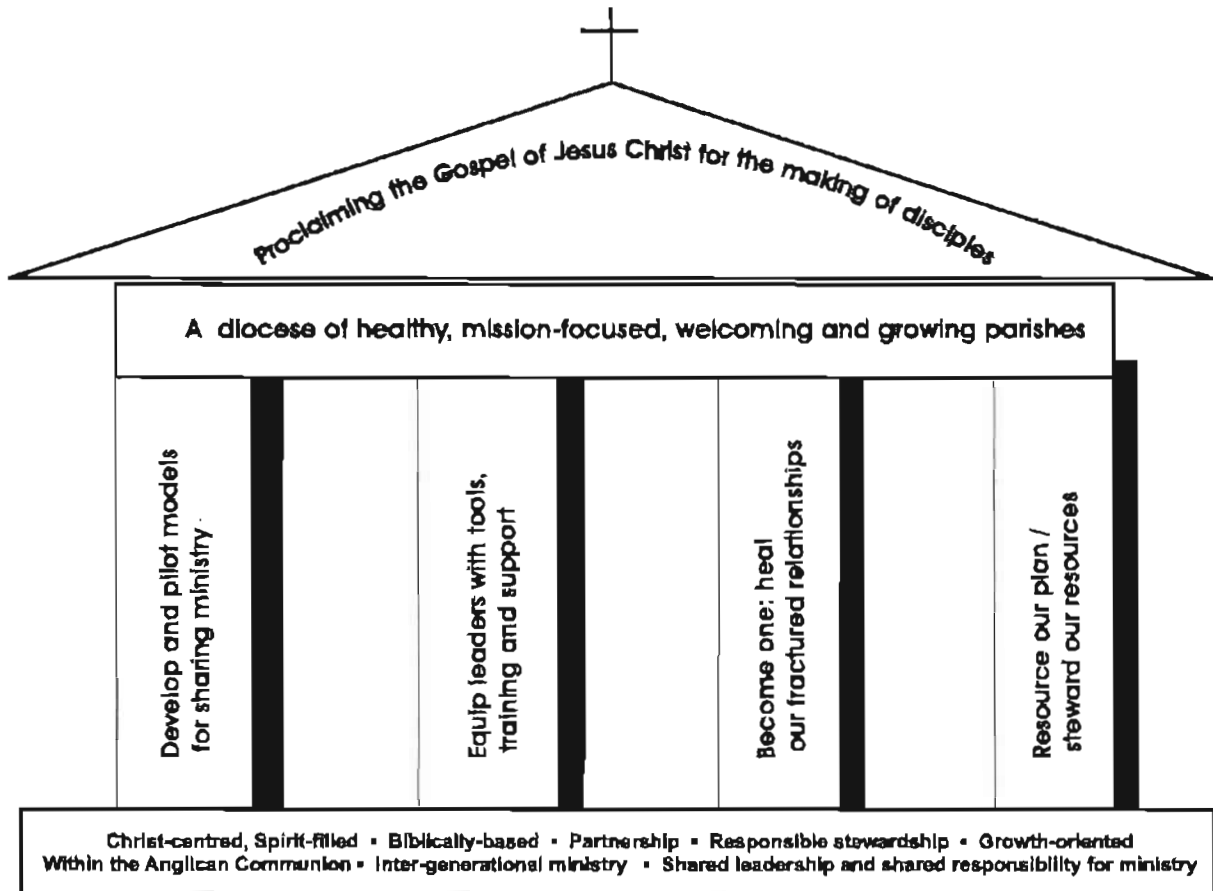 Proclaiming the Gospel of Jesus Christ for the making of disciples
A diocese of healthy, mission-focused, welcoming and growing parishes
Develop and pilot models
for sharing ministry
Equip leaders with tools,
training and support
Become one: heal
our fractured relationships
Resource our plan /
steward our resources
Christ-centred, Spirit-filled • Biblically-based • Partnership • Responsible stewardship • Growth-oriented
Within the Anglican Communion • Inter-generational ministry • Shared leadership and shared responsibility for ministry